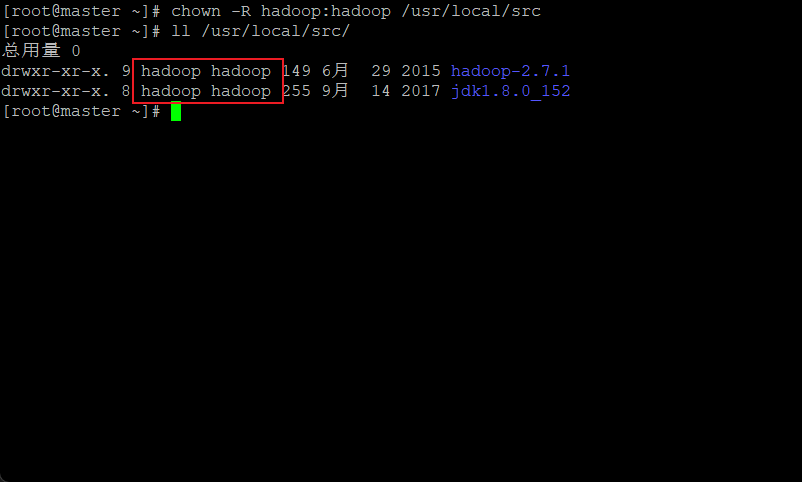 [root@master ~]# chown -R hadoop:hadoop /usr/local/src
[root@master ~]# ll /usr/local/src/
总用量 0
drwxr-xr-x. 9 hadoop hadoop 149 6月  29 2015 hadoop-2.7.1
drwxr-xr-x. 8 hadoop hadoop 255 9月  14 2017 jdk1.8.0_152
[root@master ~]#